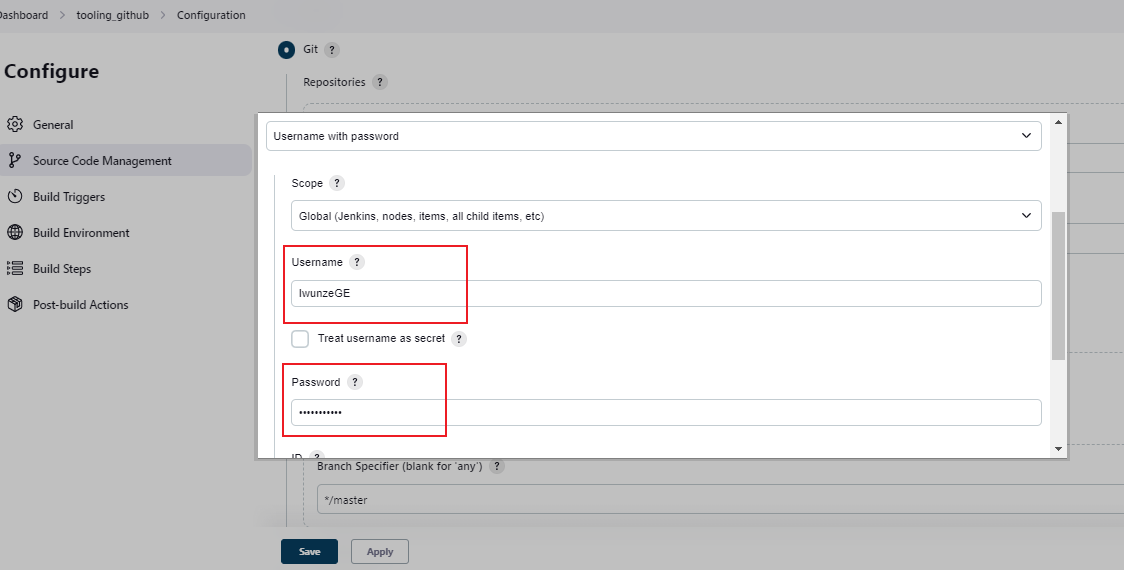 Dashboard > tooling_github > Configuration
Configure
General
Source Code Management
Build Triggers
Build Environment
Build Steps
Post-build Actions
Git ?
Repositories ?
Username with password
Scope ?
Global (Jenkins, nodes, items, all child items, etc)
Username ?
IwunzeGE
Treat username as secret ?
Password ?
•••••••••••
ID ?
Branch Specifier (blank for 'any') ?
*/master
Save
Apply